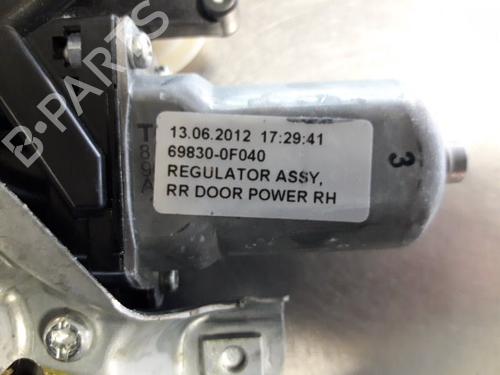 B-PARTS
13.06.2012 17:29:41
69830-0F040
REGULATOR ASSY,
RR DOOR POWER RH
T
89A
3